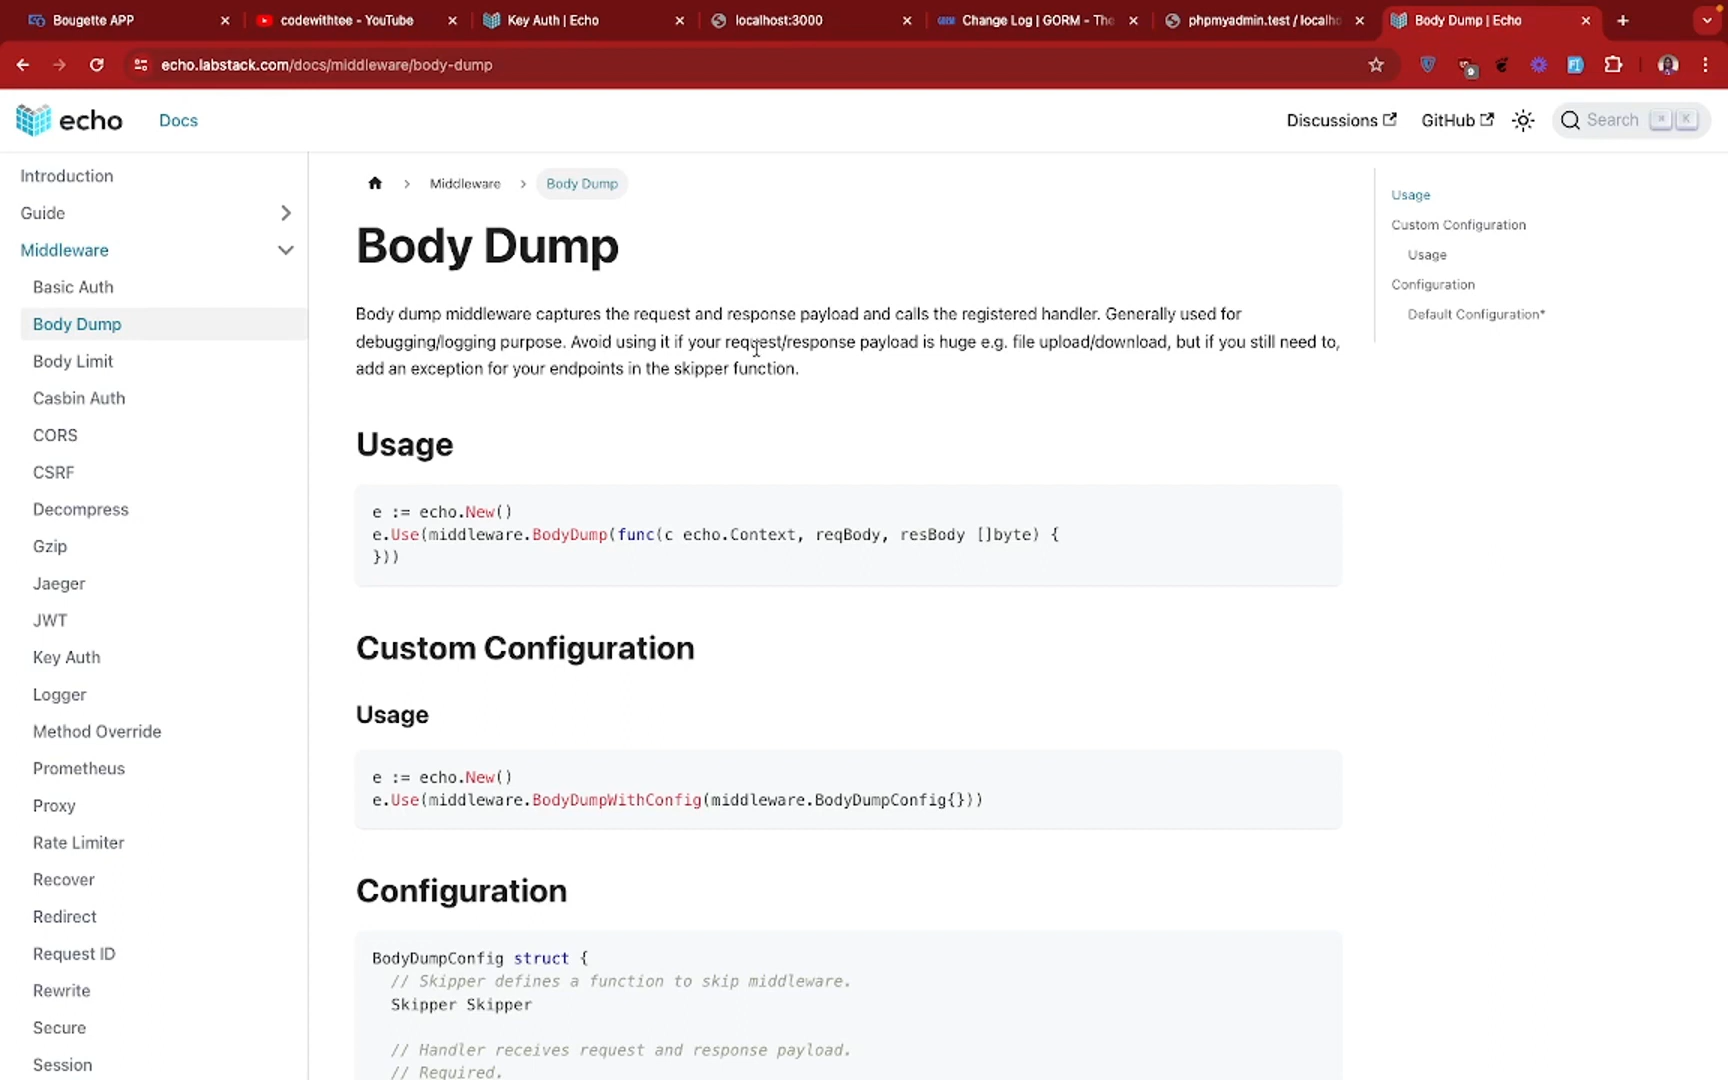 Bougette APP
codewithtee - YouTube
Key Auth | Echo
localhost:3000
Change Log | GORM - The
phpmyadmin.test / localho
Body Dump | Echo
echo.labstack.com/docs/middleware/body-dump
9
echo
Docs
Discussions
GitHub
Search
K
Introduction
Guide
Middleware
Basic Auth
Body Dump
Body Limit
Casbin Auth
CORS
CSRF
Decompress
Gzip
Jaeger
JWT
Key Auth
Logger
Method Override
Prometheus
Proxy
Rate Limiter
Recover
Redirect
Request ID
Rewrite
Secure
Session
Middleware
Body Dump
Body Dump
Body dump middleware captures the request and response payload and calls the registered handler. Generally used for
debugging/logging purpose. Avoid using it if your request/response payload is huge e.g. file upload/download, but if you still need to,
add an exception for your endpoints in the skipper function.
Usage
e := echo.New()
e.Use(middleware.BodyDump(func(c echo.Context, reqBody, resBody []byte) {
}))
Custom Configuration
Usage
e := echo.New()
e.Use(middleware.BodyDumpWithConfig(middleware.BodyDumpConfig{}))
Configuration
BodyDumpConfig struct {
// Skipper defines a function to skip middleware.
Skipper Skipper
// Handler receives request and response payload.
// Required.
Usage
Custom Configuration
Usage
Configuration
Default Configuration*